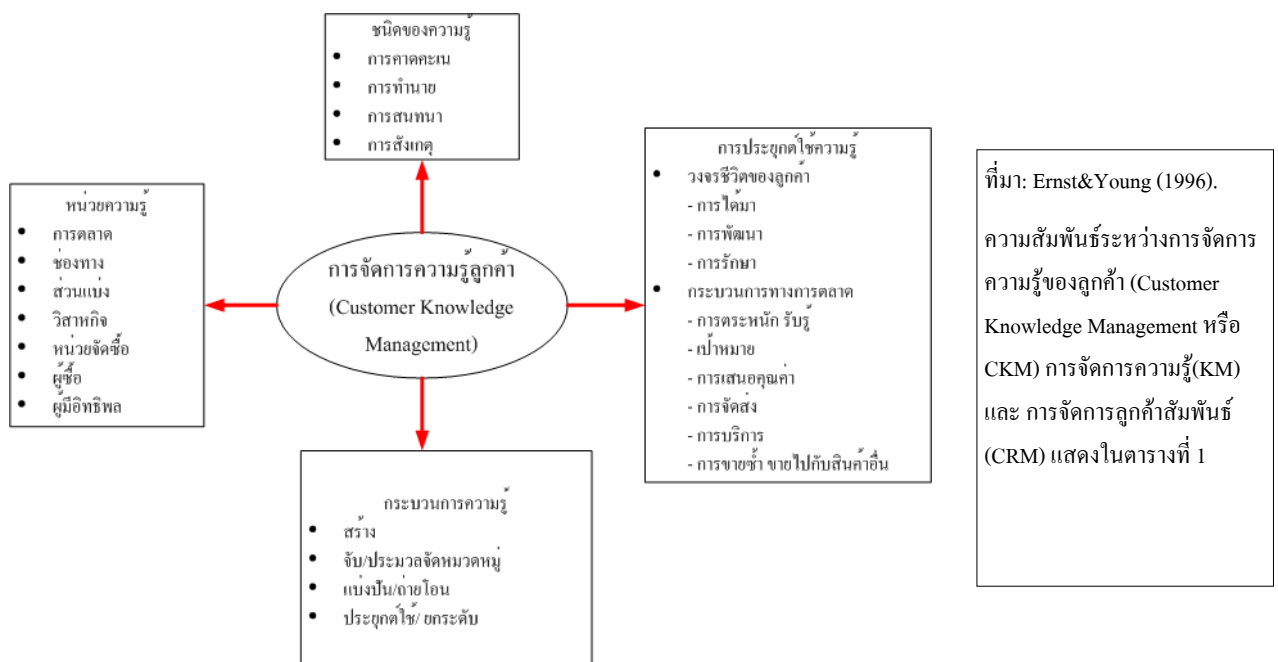 ชนิดของความรู้
• การคาดคะเน
• การทำนาย
• การสนทนา
• การสังเกตุ
หน่วยความรู้
• การตลาด
• ช่องทาง
• ส่วนแบ่ง
• วิสาหกิจ
• หน่วยจัดซื้อ
• ผู้ซื้อ
• ผู้มีอิทธิพล
การจัดการความรู้ลูกค้า
(Customer Knowledge
Management)
การประยุกต์ใช้ความรู้
• วงจรชีวิตของลูกค้า
- การได้มา
- การพัฒนา
- การรักษา
• กระบวนการทางการตลาด
- การตระหนัก รับรู้
- เป้าหมาย
- การเสนอคุณค่า
- การจัดส่ง
- การบริการ
- การขายซ้ำ ขายไปกับสินค้าอื่น
กระบวนการความรู้
• สร้าง
• จับ/ประมวลจัดหมวดหมู่
• แบ่งปัน/ถ่ายโอน
• ประยุกต์ใช้/ ยกระดับ
ที่มา: Ernst&Young (1996).
ความสัมพันธ์ระหว่างการจัดการ
ความรู้ของลูกค้า (Customer
Knowledge Management หรือ
CKM) การจัดการความรู้(KM)
และ การจัดการลูกค้าสัมพันธ์
(CRM) แสดงในตารางที่ 1